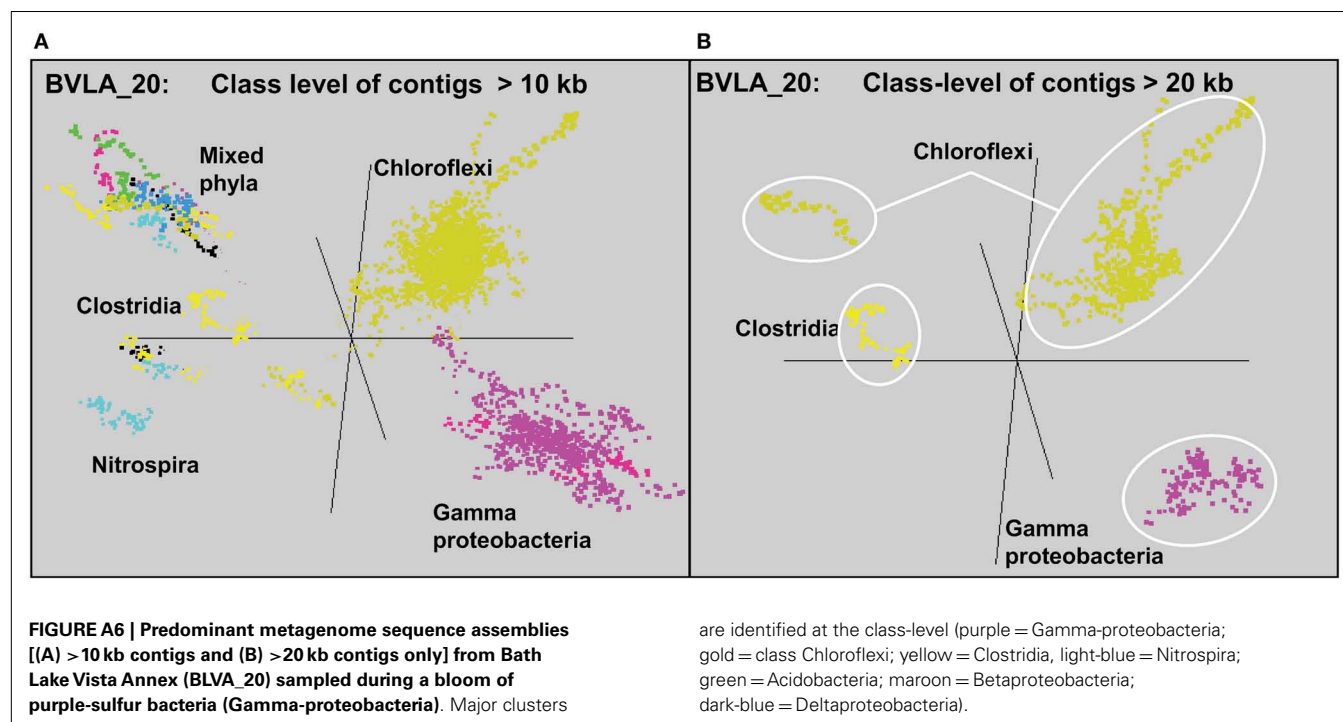 A
BVLA_20: Class level of contigs > 10 kb
Mixed
phyla
Chloroflexi
Clostridia
Nitrospira
Gamma
proteobacteria
B
BVLA_20: Class-level of contigs > 20 kb
Chloroflexi
Clostridia
Gamma
proteobacteria
FIGURE A6 | Predominant metagenome sequence assemblies
[(A) >10 kb contigs and (B) >20 kb contigs only] from Bath
Lake Vista Annex (BLVA_20) sampled during a bloom of
purple-sulfur bacteria (Gamma-proteobacteria). Major clusters
are identified at the class-level (purple = Gamma-proteobacteria;
gold = class Chloroflexi; yellow = Clostridia, light-blue = Nitrospira;
green = Acidobacteria; maroon = Betaproteobacteria;
dark-blue = Deltaproteobacteria).